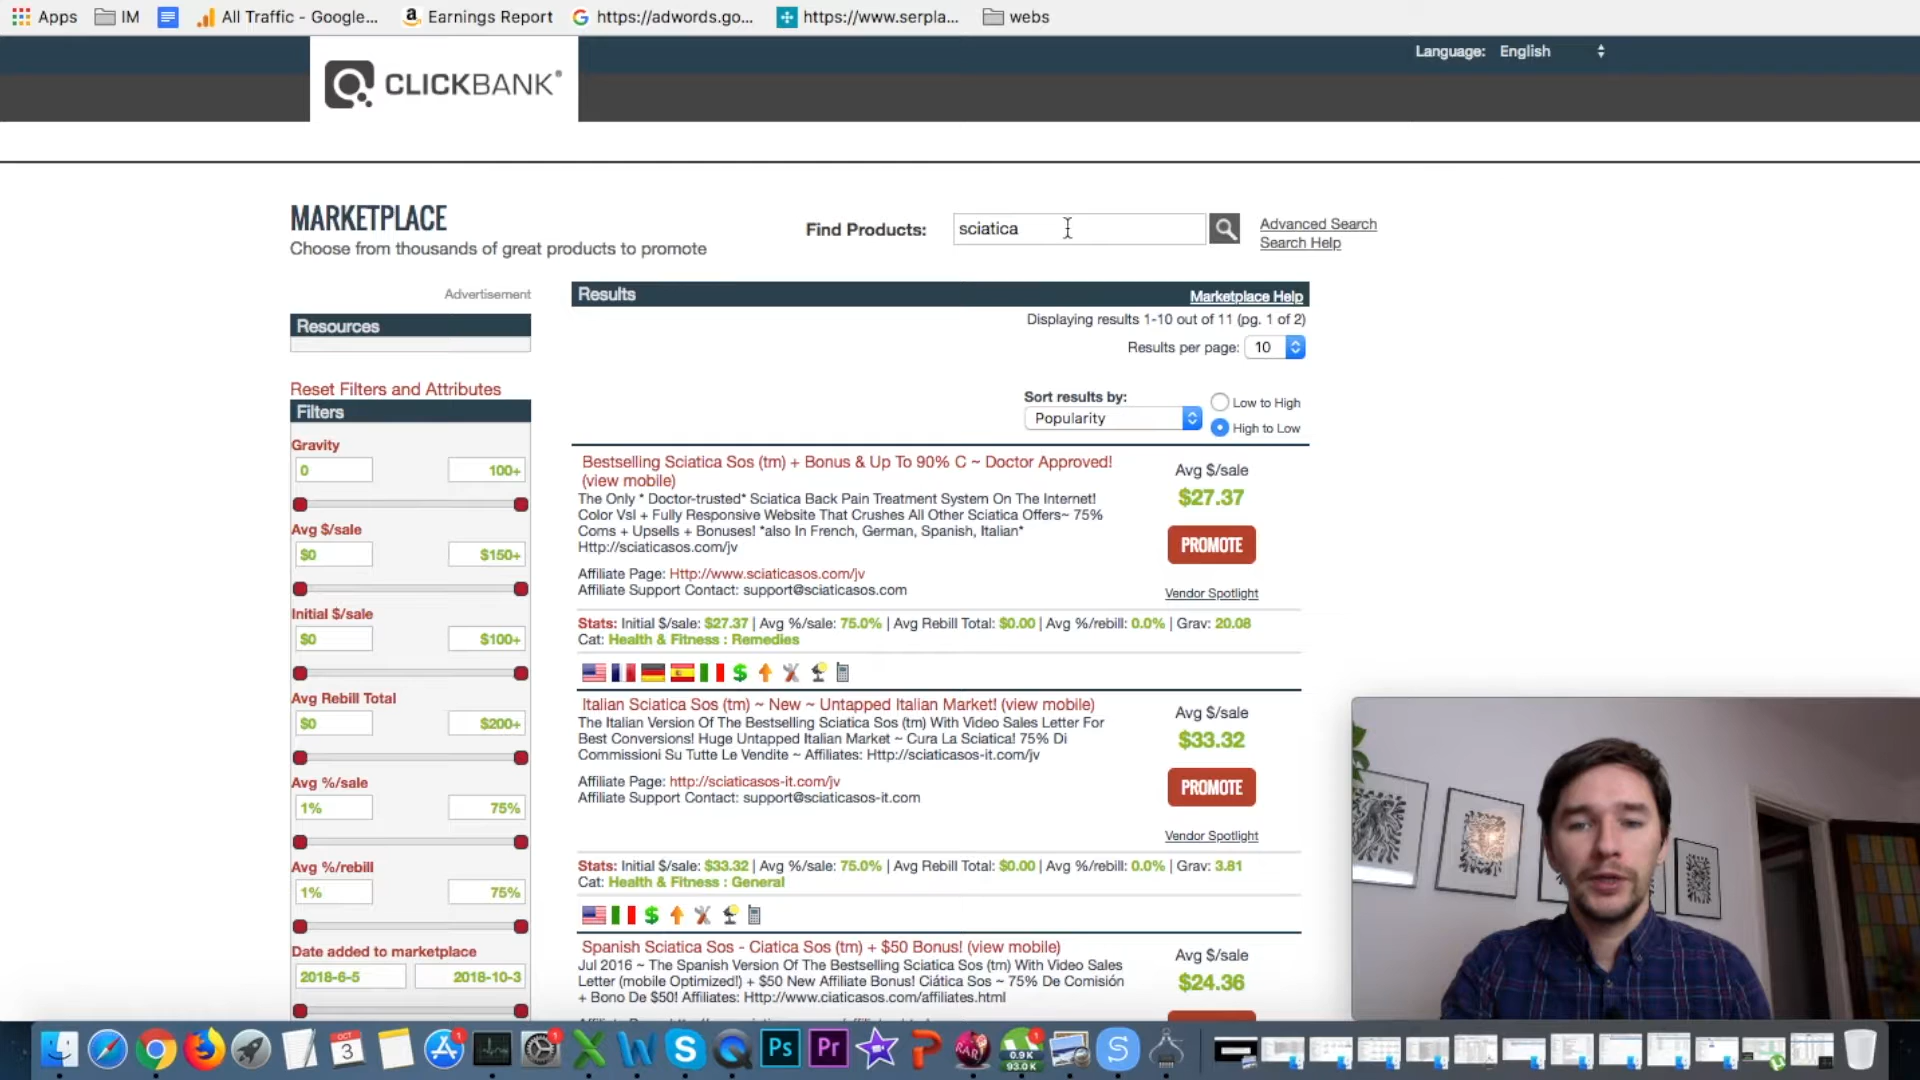 Apps IM All Traffic - Google... Earnings Report https://adwords.go... https://www.serpla... webs
Language: English
CLICKBANK®
MARKETPLACE
Choose from thousands of great products to promote
Find Products: sciatica
Advanced Search
Search Help
Advertisement
Resources
Reset Filters and Attributes
Filters
Gravity
0 100+
Avg $/sale
$0 $150+
Initial $/sale
$0 $100+
Avg Rebill Total
$0 $200+
Avg %/sale
1% 75%
Avg %/rebill
1% 75%
Date added to marketplace
2018-6-5 2018-10-3
Results Marketplace Help
Displaying results 1-10 out of 11 (pg. 1 of 2)
Results per page: 10
Sort results by:
Popularity
Low to High
High to Low
Bestselling Sciatica Sos (tm) + Bonus & Up To 90% C ~ Doctor Approved!
(view mobile)
The Only * Doctor-trusted* Sciatica Back Pain Treatment System On The Internet!
Color Vsl + Fully Responsive Website That Crushes All Other Sciatica Offers~ 75%
Coms + Upsells + Bonuses! *also In French, German, Spanish, Italian*
Http://sciaticasos.com/jv
Affiliate Page: Http://www.sciaticasos.com/jv
Affiliate Support Contact: support@sciaticasos.com
Avg $/sale
$27.37
PROMOTE
Vendor Spotlight
Stats: Initial $/sale: $27.37 | Avg %/sale: 75.0% | Avg Rebill Total: $0.00 | Avg %/rebill: 0.0% | Grav: 20.08
Cat: Health & Fitness : Remedies
Italian Sciatica Sos (tm) ~ New ~ Untapped Italian Market! (view mobile)
The Italian Version Of The Bestselling Sciatica Sos (tm) With Video Sales Letter For
Best Conversions! Huge Untapped Italian Market ~ Cura La Sciatica! 75% Di
Commissioni Su Tutte Le Vendite ~ Affiliates: Http://sciaticasos-it.com/jv
Affiliate Page: http://sciaticasos-it.com/jv
Affiliate Support Contact: support@sciaticasos-it.com
Avg $/sale
$33.32
PROMOTE
Vendor Spotlight
Stats: Initial $/sale: $33.32 | Avg %/sale: 75.0% | Avg Rebill Total: $0.00 | Avg %/rebill: 0.0% | Grav: 3.81
Cat: Health & Fitness : General
Spanish Sciatica Sos - Ciatica Sos (tm) + $50 Bonus! (view mobile)
Jul 2016 ~ The Spanish Version Of The Bestselling Sciatica Sos (tm) With Video Sales
Letter (mobile Optimized!) + $50 New Affiliate Bonus! Ciática Sos ~ 75% De Comisión
+ Bono De $50! Affiliates: Http://www.ciaticasos.com/affiliates.html
Avg $/sale
$24.36
OCT
3
1
1
Ps
Pr
RAR
1
0.9 K
93.0 K